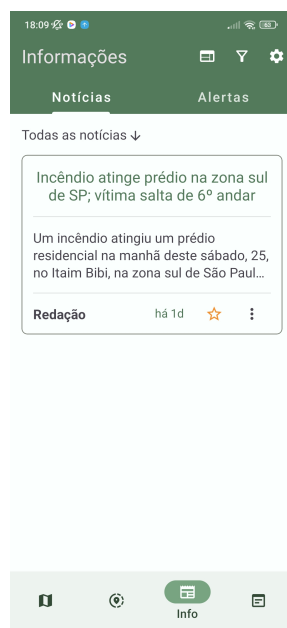 18:09
Informações
Notícias Alertas
Todas as notícias ↓
Incêndio atinge prédio na zona sul
de SP; vítima salta de 6º andar
Um incêndio atingiu um prédio
residencial na manhã deste sábado, 25,
no Itaim Bibi, na zona sul de São Paul...
Redação há 1d
Info